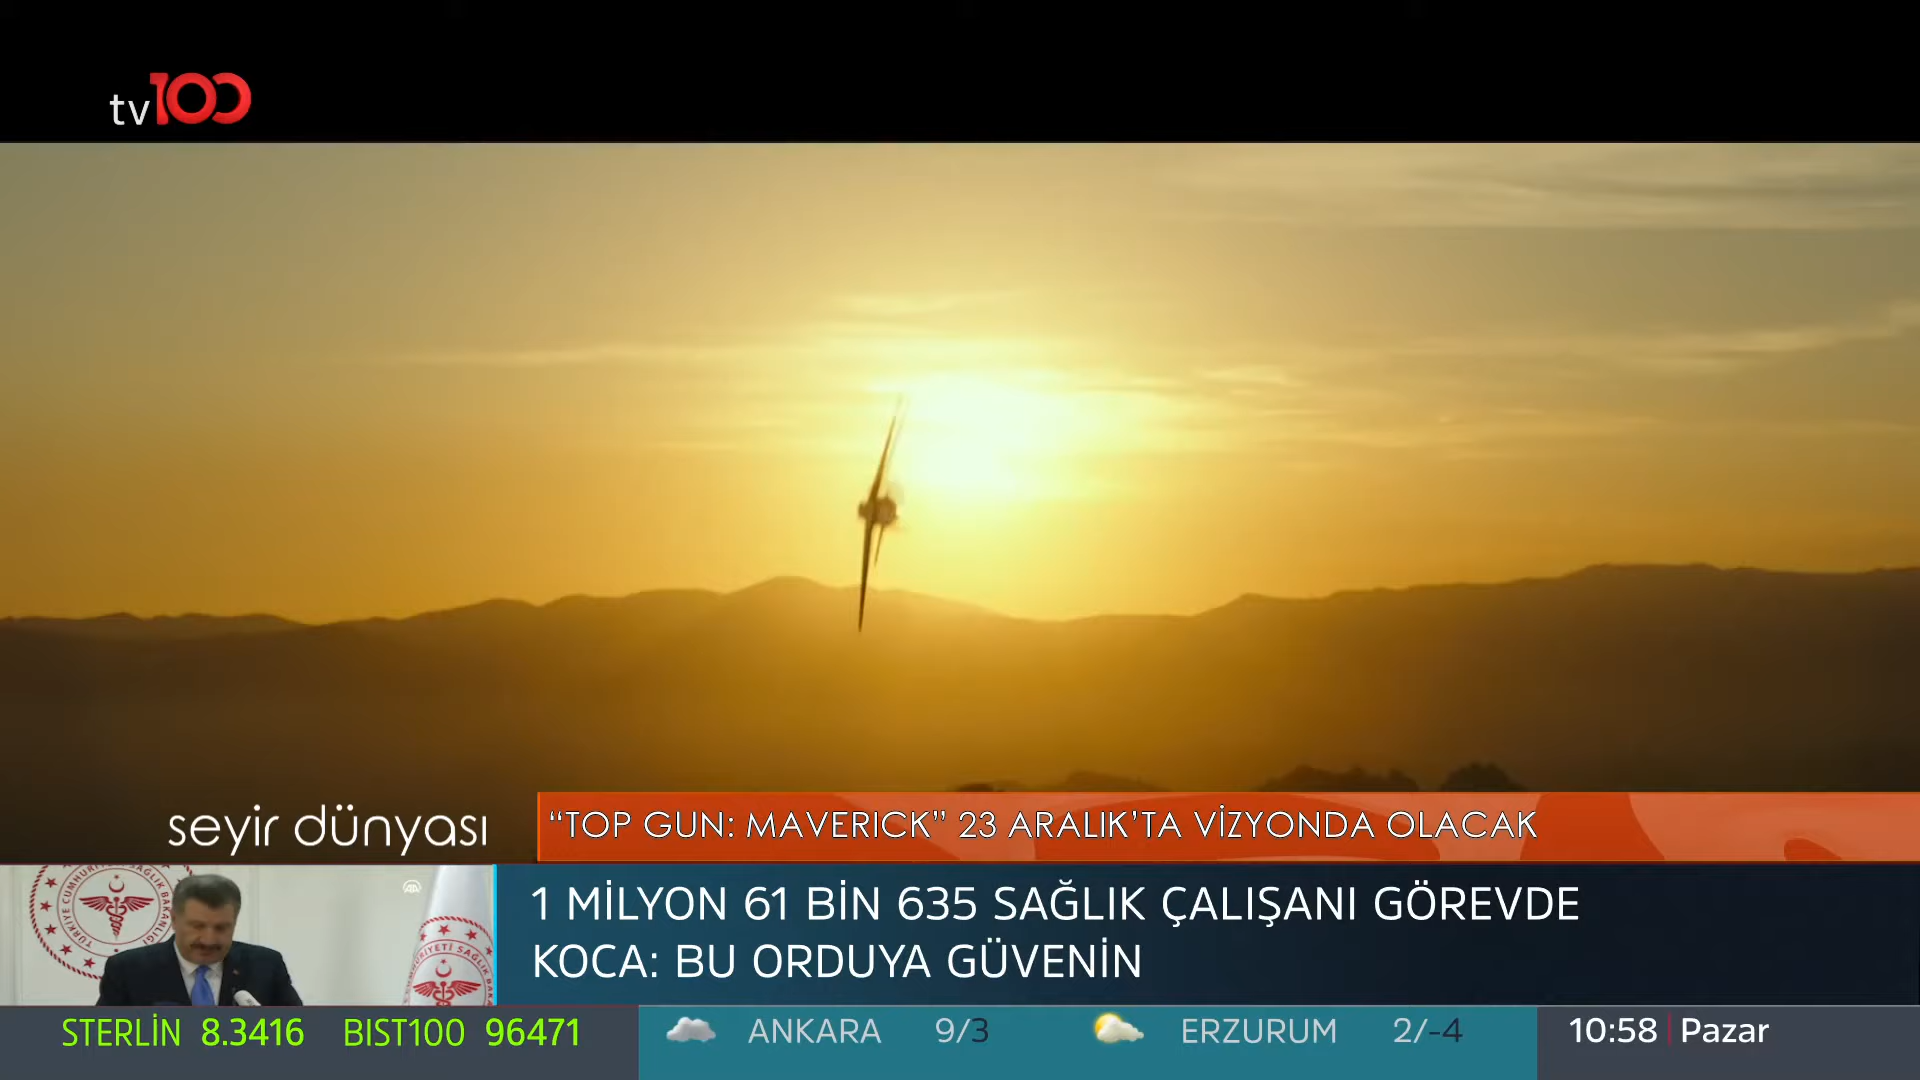 tv100
seyir dünyası
“TOP GUN: MAVERICK” 23 ARALIK’TA VİZYONDA OLACAK
1 MİLYON 61 BİN 635 SAĞLIK ÇALIŞANI GÖREVDE
KOCA: BU ORDUYA GÜVENİN
STERLİN 8.3416 BIST100 96471
ANKARA 9/3
ERZURUM 2/-4
10:58 Pazar